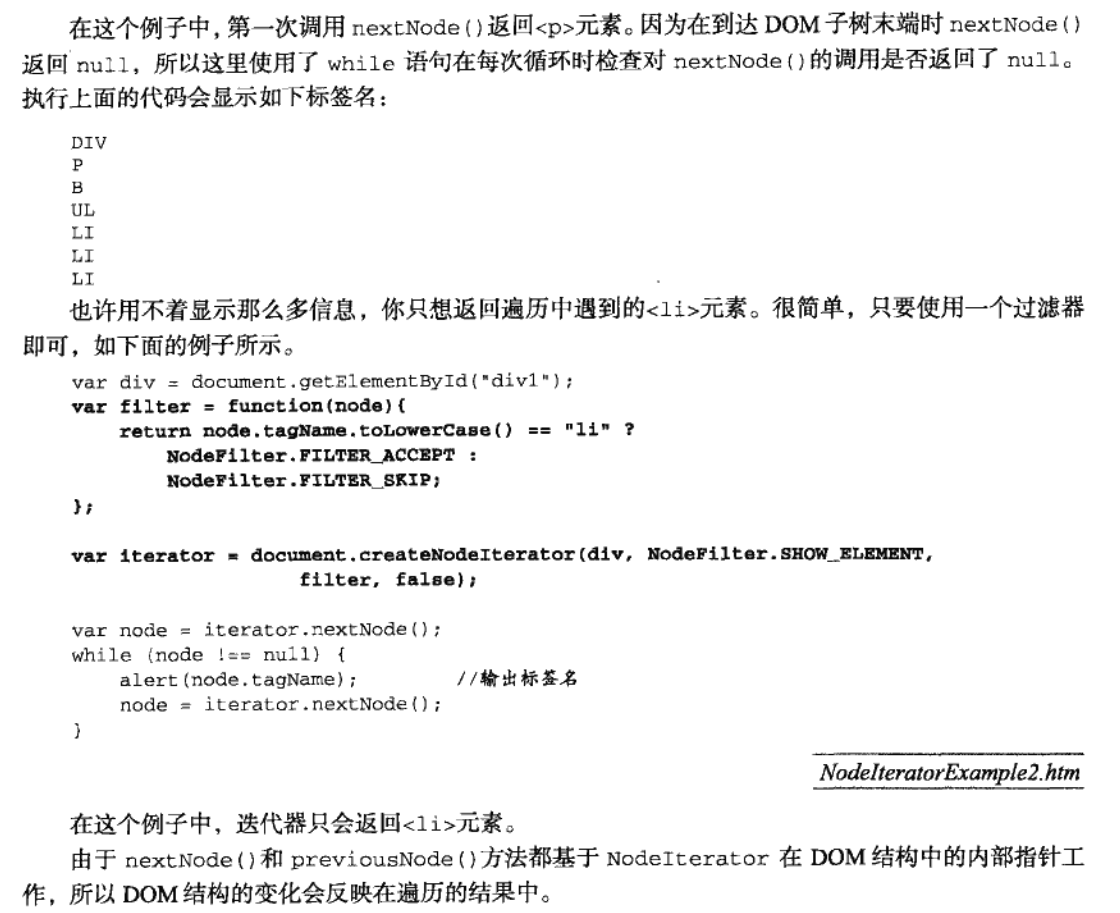 在这个例子中，第一次调用 nextNode()返回<p>元素。因为在到达 DOM 子树末端时 nextNode()
返回 null，所以这里使用了 while 语句在每次循环时检查对 nextNode()的调用是否返回了 null。
执行上面的代码会显示如下标签名：
DIV
P
B
UL
LI
LI
LI
也许用不着显示那么多信息，你只想返回遍历中遇到的<li>元素。很简单，只要使用一个过滤器
即可，如下面的例子所示。
var div = document.getElementById("div1");
var filter = function(node){
    return node.tagName.toLowerCase() == "li" ?
        NodeFilter.FILTER_ACCEPT :
        NodeFilter.FILTER_SKIP;
};
var iterator = document.createNodeIterator(div, NodeFilter.SHOW_ELEMENT,
                filter, false);
var node = iterator.nextNode();
while (node !== null) {
    alert(node.tagName);        //输出标签名
    node = iterator.nextNode();
}
NodeIteratorExample2.htm
在这个例子中，迭代器只会返回<li>元素。
由于 nextNode()和 previousNode()方法都基于 NodeIterator 在 DOM 结构中的内部指针工
作，所以 DOM 结构的变化会反映在遍历的结果中。